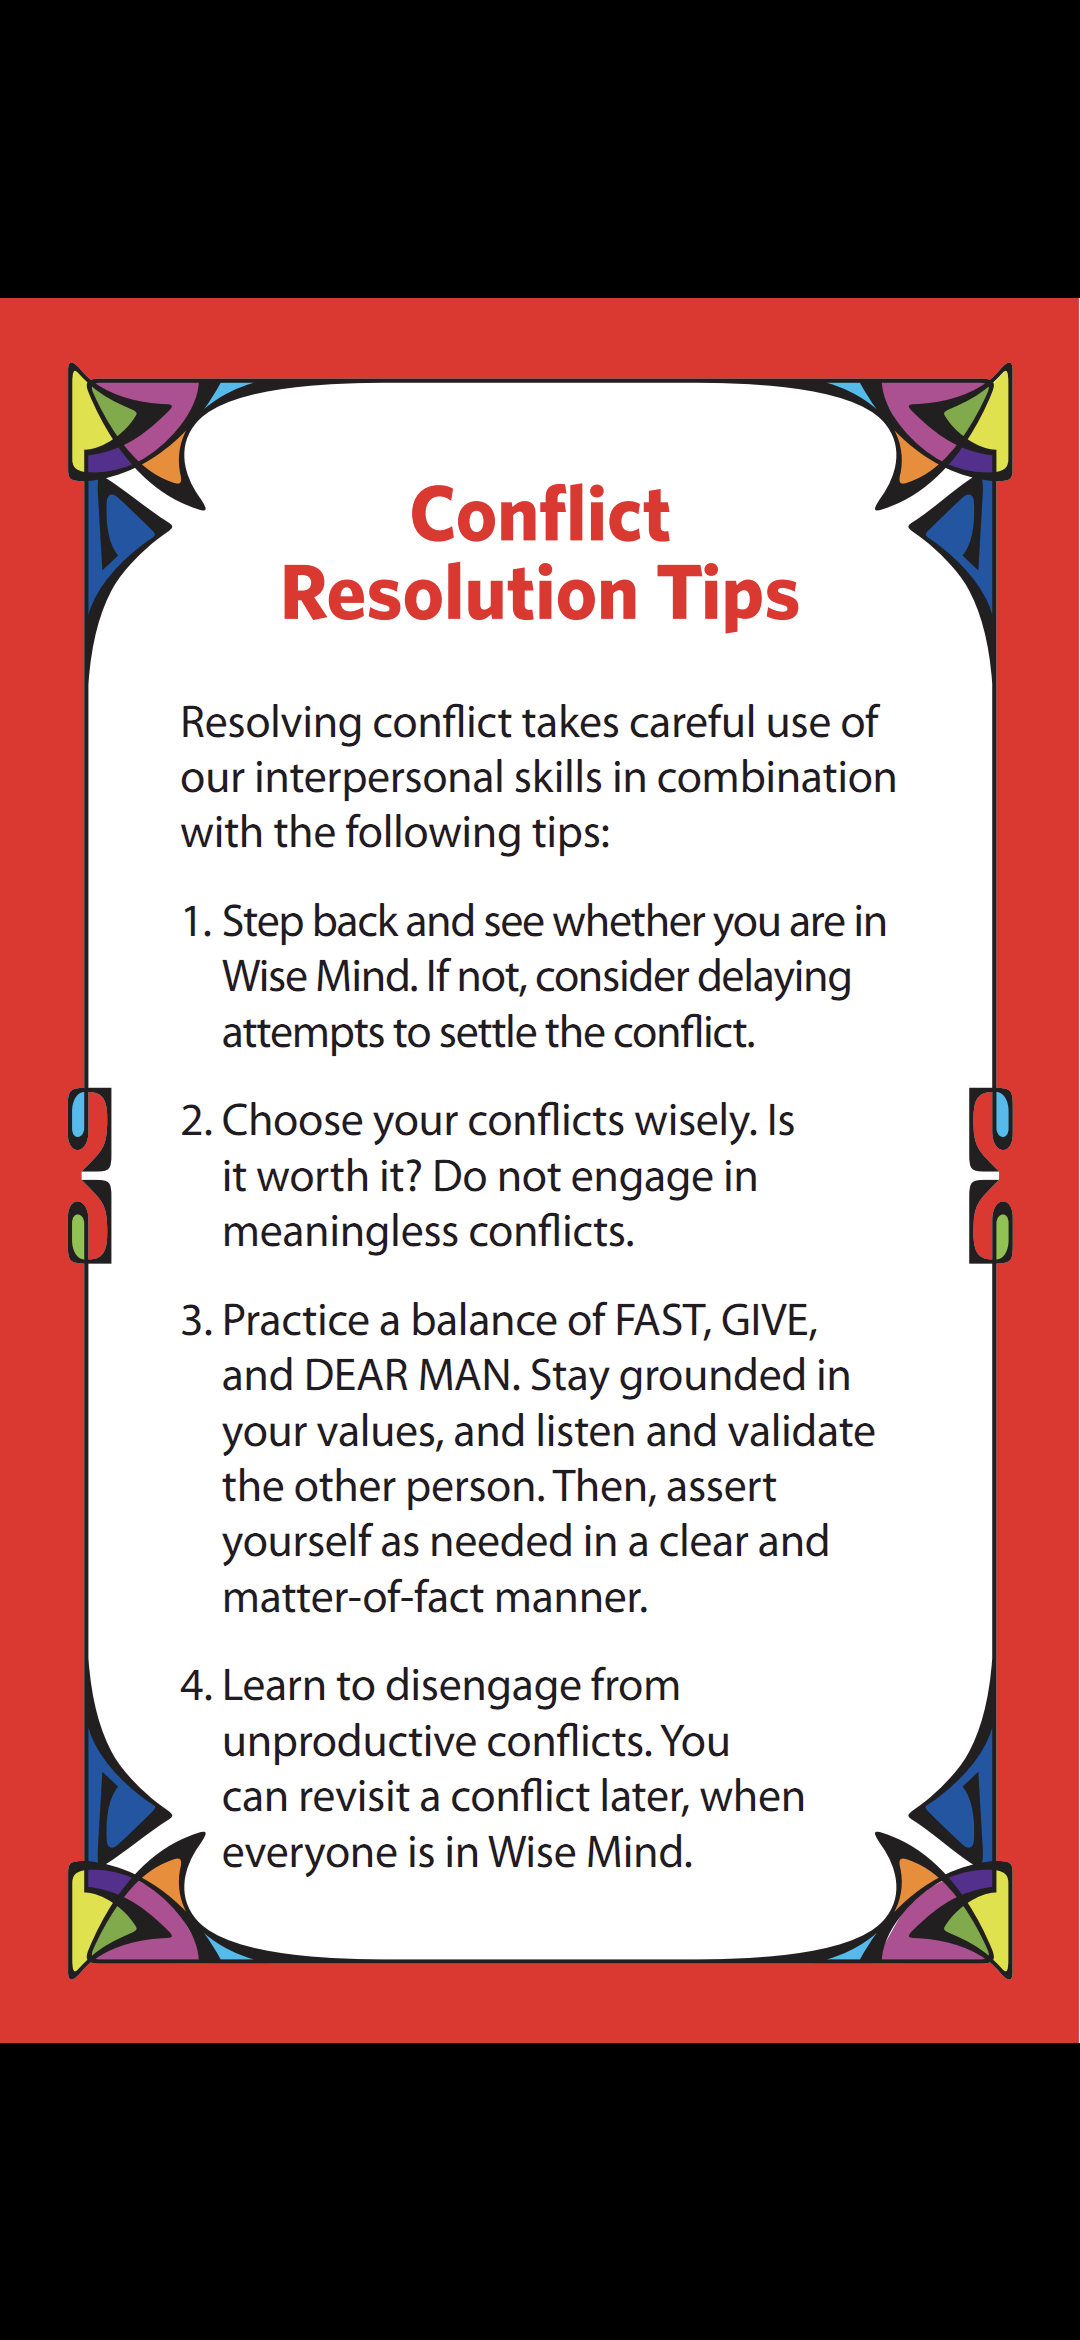 Conflict
Resolution Tips
Resolving conflict takes careful use of
our interpersonal skills in combination
with the following tips:
1. Step back and see whether you are in
Wise Mind. If not, consider delaying
attempts to settle the conflict.
2. Choose your conflicts wisely. Is
it worth it? Do not engage in
meaningless conflicts.
3. Practice a balance of FAST, GIVE,
and DEAR MAN. Stay grounded in
your values, and listen and validate
the other person. Then, assert
yourself as needed in a clear and
matter-of-fact manner.
4. Learn to disengage from
unproductive conflicts. You
can revisit a conflict later, when
everyone is in Wise Mind.